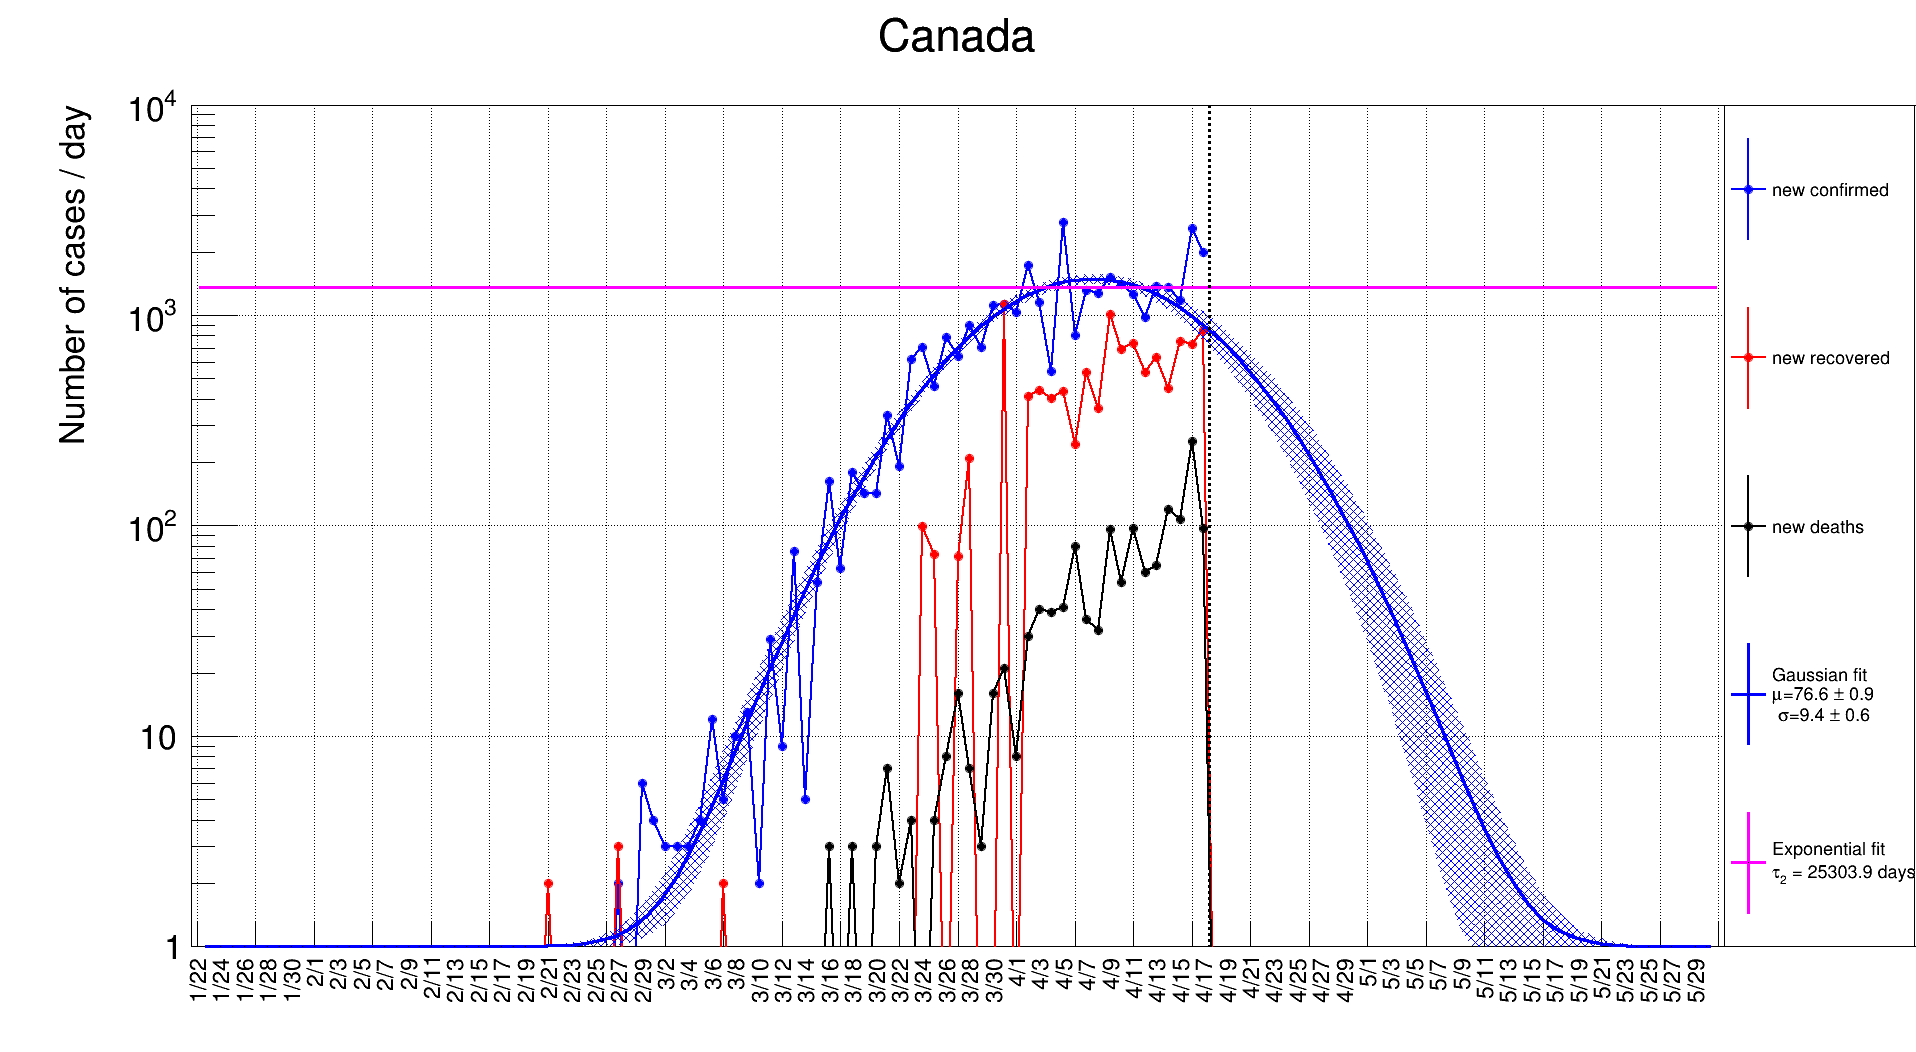 Canada
Number of cases / day
10^4
10^3
10^2
10
1
1/22 1/24 1/26 1/28 1/30 2/1 2/3 2/5 2/7 2/9 2/11 2/13 2/15 2/17 2/19 2/21 2/23 2/25 2/27 2/29 3/2 3/4 3/6 3/8 3/10 3/12 3/14 3/16 3/18 3/20 3/22 3/24 3/26 3/28 3/30 4/1 4/3 4/5 4/7 4/9 4/11 4/13 4/15 4/17 4/19 4/21 4/23 4/25 4/27 4/29 5/1 5/3 5/5 5/7 5/9 5/11 5/13 5/15 5/17 5/19 5/21 5/23 5/25 5/27 5/29
new confirmed
new recovered
new deaths
Gaussian fit
μ=76.6 ± 0.9
σ=9.4 ± 0.6
Exponential fit
τ₂ = 25303.9 days